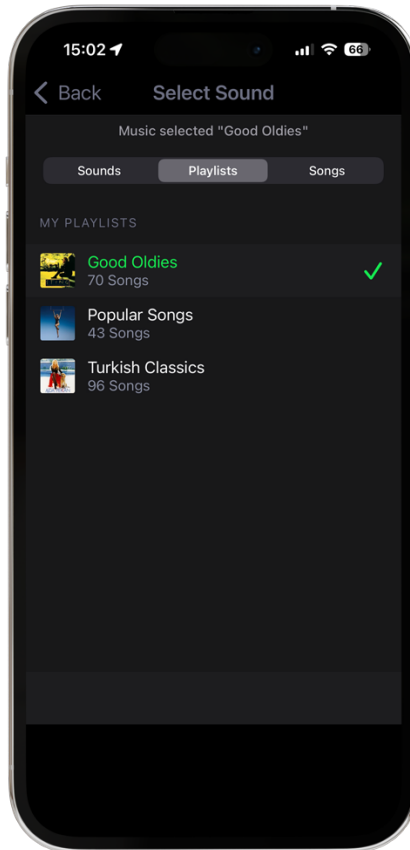 15:02
66
Back
Select Sound
Music selected "Good Oldies"
Sounds
Playlists
Songs
MY PLAYLISTS
Good Oldies
70 Songs
Popular Songs
43 Songs
Turkish Classics
96 Songs